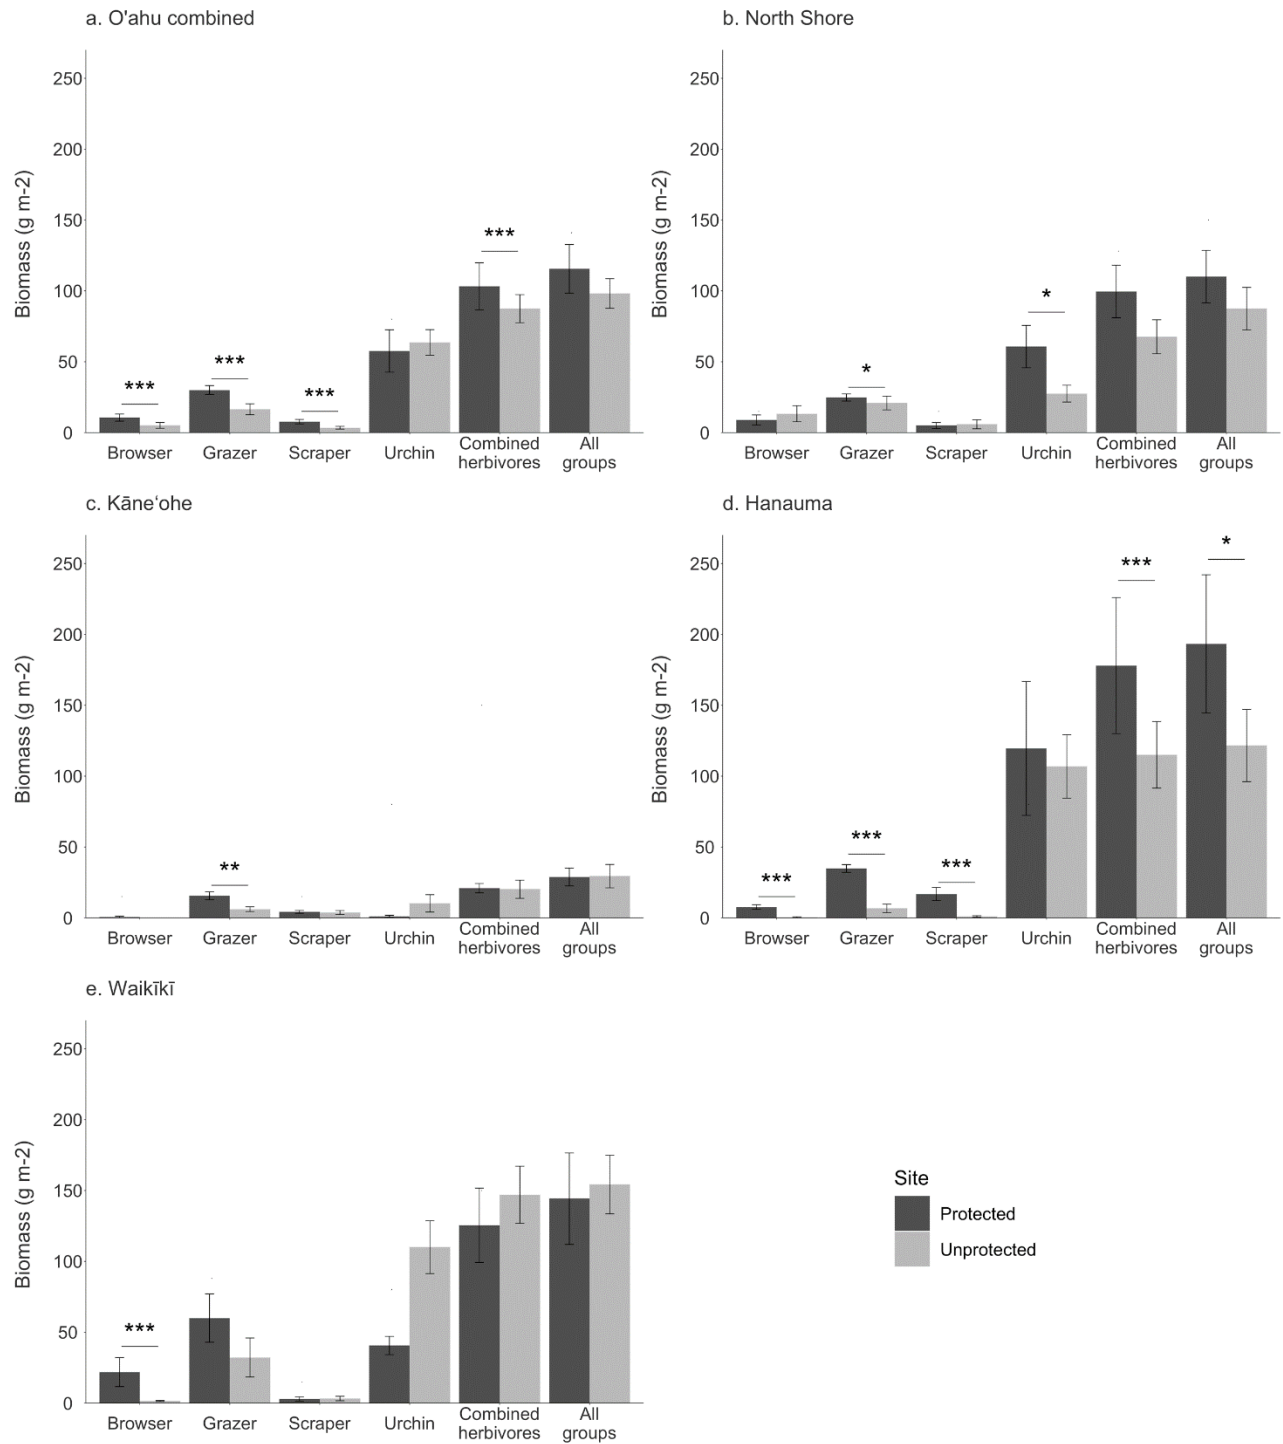 a. O'ahu combined
Biomass (g m-2)
250
200
150
100
50
0
***
***
***
***
Browser
Grazer
Scraper
Urchin
Combined
herbivores
All
groups
b. North Shore
Biomass (g m-2)
250
200
150
100
50
0
*
*
Browser
Grazer
Scraper
Urchin
Combined
herbivores
All
groups
c. Kāneʻohe
Biomass (g m-2)
250
200
150
100
50
0
**
Browser
Grazer
Scraper
Urchin
Combined
herbivores
All
groups
d. Hanauma
Biomass (g m-2)
250
200
150
100
50
0
***
***
***
***
*
Browser
Grazer
Scraper
Urchin
Combined
herbivores
All
groups
e. Waikīkī
Biomass (g m-2)
250
200
150
100
50
0
***
Browser
Grazer
Scraper
Urchin
Combined
herbivores
All
groups
Site
Protected
Unprotected